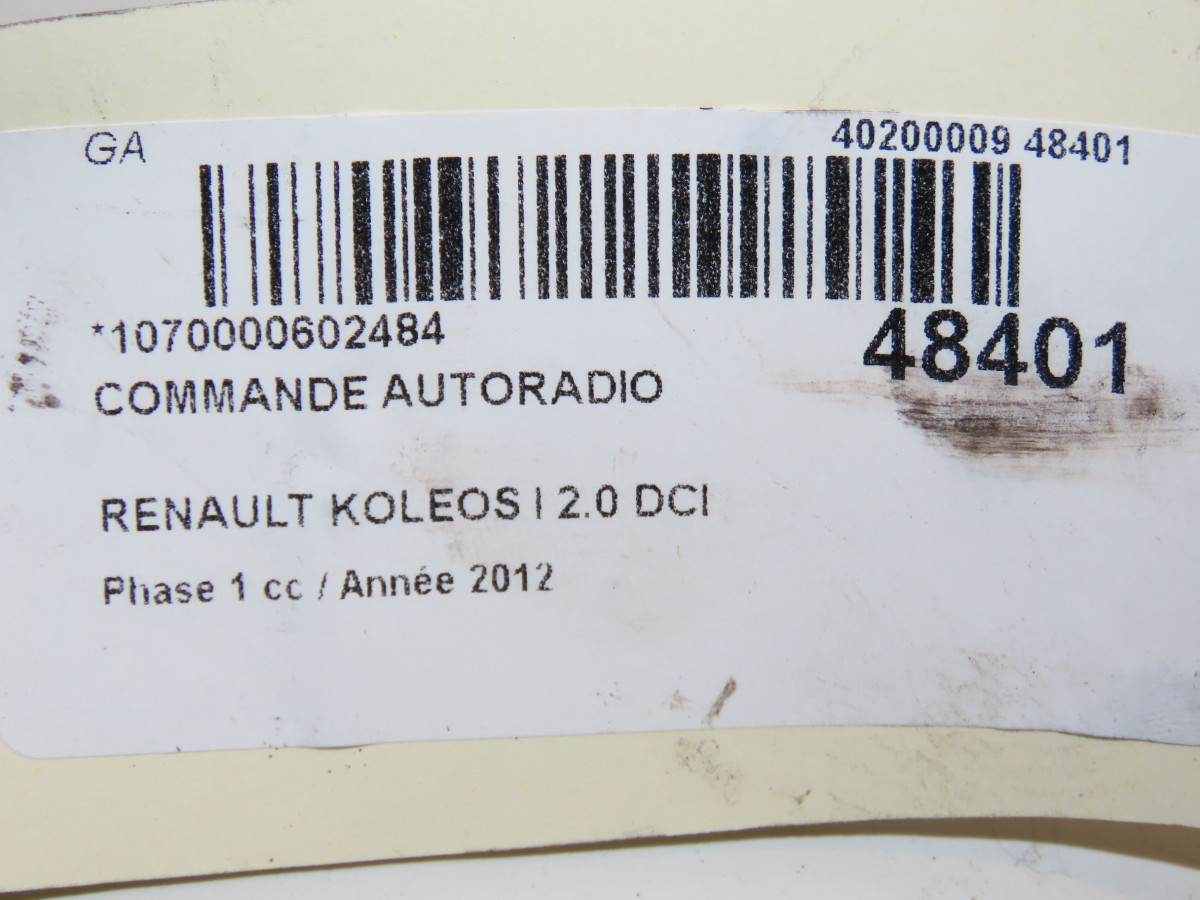 GA
40200009 48401
*1070000602484
48401
COMMANDE AUTORADIO
RENAULT KOLEOS I 2.0 DCI
Phase 1 cc / Année 2012